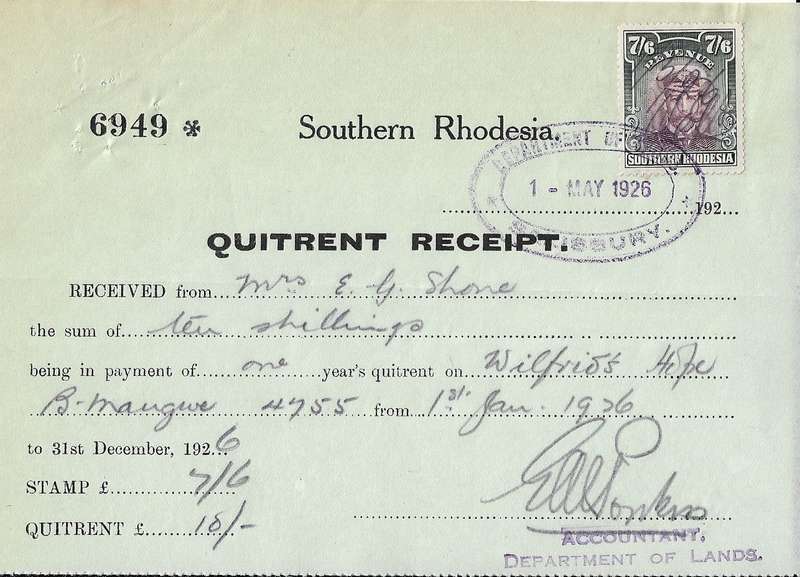 7/6 7/6
REVENUE
SOUTHERN RHODESIA
6949 * Southern Rhodesia.
DEPARTMENT OF
1 - MAY 1926
SALISBURY.
192...
QUITRENT RECEIPT.
RECEIVED from Mrs E. G. Shone
the sum of ten shillings
being in payment of one year's quitrent on Wilfrid's Hope
B-Mangwe 4755 from 1st Jan. 1926
to 31st December, 1926
STAMP £ 7/6
QUITRENT £ 10/-
ACCOUNTANT.
DEPARTMENT OF LANDS.